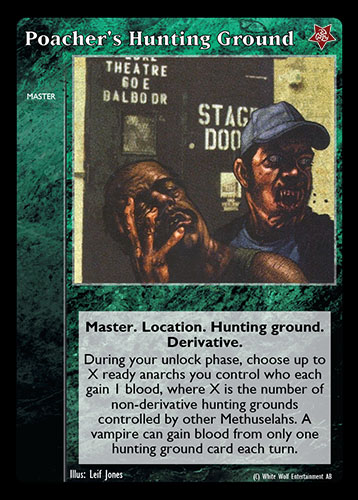 Poacher's Hunting Ground
MASTER
THEATRE
60 E
BALBO DR
STAG
DOO
Master. Location. Hunting ground.
Derivative.
During your unlock phase, choose up to
X ready anarchs you control who each
gain 1 blood, where X is the number of
non-derivative hunting grounds
controlled by other Methuselahs. A
vampire can gain blood from only one
hunting ground card each turn.
Illus: Leif Jones
(C) White Wolf Entertainment AB